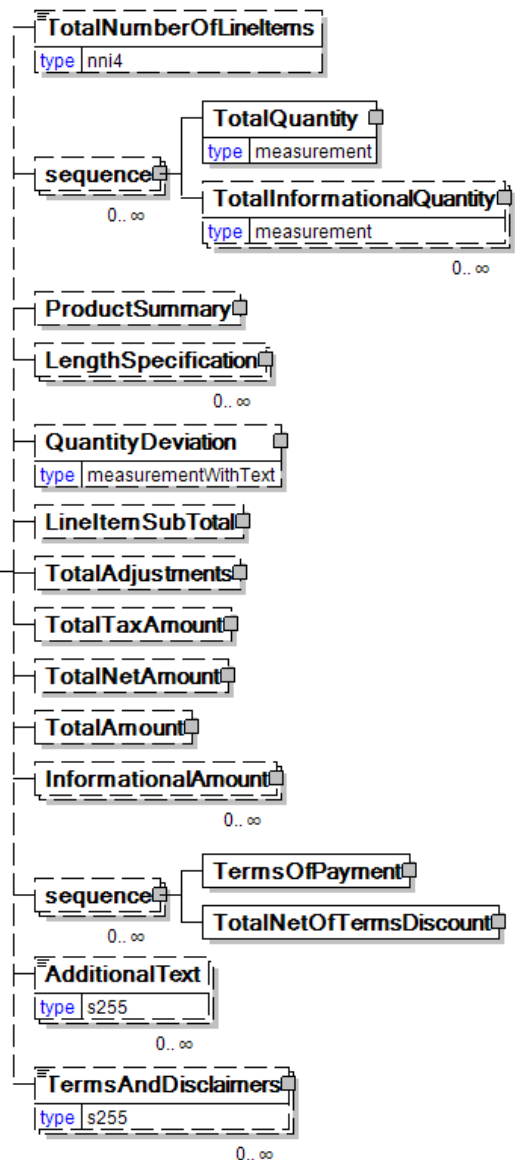 TotalNumberOfLineItems
type nni4
TotalQuantity
type measurement
sequence
0.. ∞
TotalInformationalQuantity
type measurement
0.. ∞
ProductSummary
LengthSpecification
0.. ∞
QuantityDeviation
type measurementWithText
LineItemSubTotal
TotalAdjustments
TotalTaxAmount
TotalNetAmount
TotalAmount
InformationalAmount
0.. ∞
TermsOfPayment
sequence
0.. ∞
TotalNetOfTermsDiscount
AdditionalText
type s255
0.. ∞
TermsAndDisclaimers
type s255
0.. ∞